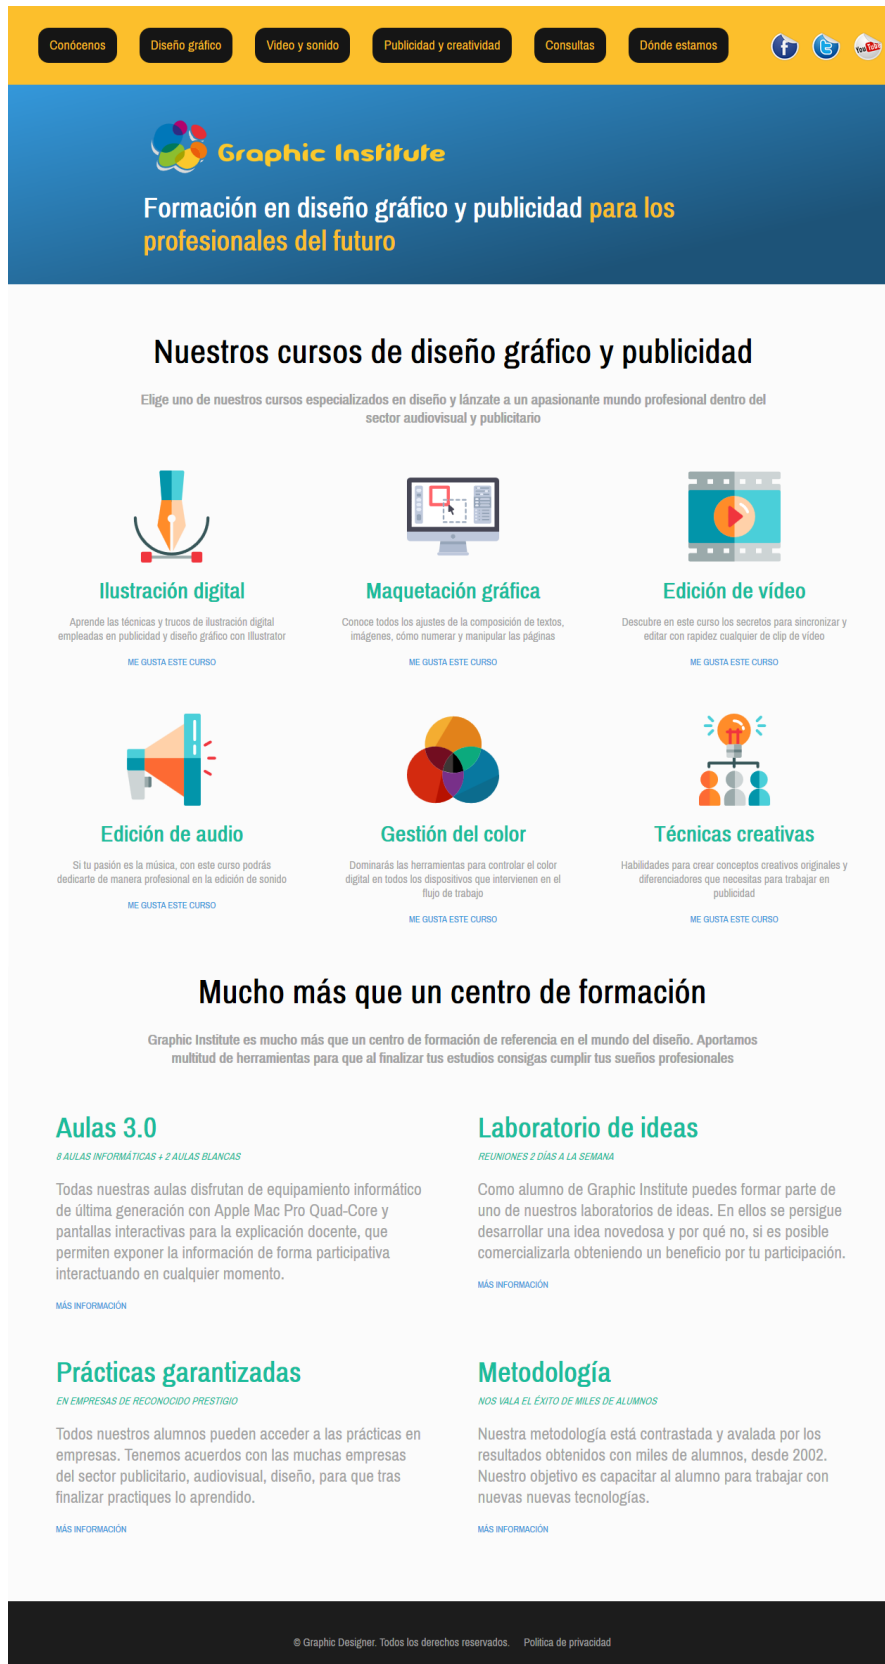 Conócenos
Diseño gráfico
Video y sonido
Publicidad y creatividad
Consultas
Dónde estamos
You Tube
Graphic Institute
Formación en diseño gráfico y publicidad para los
profesionales del futuro
Nuestros cursos de diseño gráfico y publicidad
Elige uno de nuestros cursos especializados en diseño y lánzate a un apasionante mundo profesional dentro del
sector audiovisual y publicitario
Ilustración digital
Aprende las técnicas y trucos de ilustración digital
empleadas en publicidad y diseño gráfico con Illustrator
ME GUSTA ESTE CURSO
Maquetación gráfica
Conoce todos los ajustes de la composición de textos,
imágenes, cómo numerar y manipular las páginas
ME GUSTA ESTE CURSO
Edición de vídeo
Descubre en este curso los secretos para sincronizar y
editar con rapidez cualquier de clip de vídeo
ME GUSTA ESTE CURSO
Edición de audio
Si tu pasión es la música, con este curso podrás
dedicarte de manera profesional en la edición de sonido
ME GUSTA ESTE CURSO
Gestión del color
Dominarás las herramientas para controlar el color
digital en todos los dispositivos que intervienen en el
flujo de trabajo
ME GUSTA ESTE CURSO
Técnicas creativas
Habilidades para crear conceptos creativos originales y
diferenciadores que necesitas para trabajar en
publicidad
ME GUSTA ESTE CURSO
Mucho más que un centro de formación
Graphic Institute es mucho más que un centro de formación de referencia en el mundo del diseño. Aportamos
multitud de herramientas para que al finalizar tus estudios consigas cumplir tus sueños profesionales
Aulas 3.0
8 AULAS INFORMÁTICAS + 2 AULAS BLANCAS
Todas nuestras aulas disfrutan de equipamiento informático
de última generación con Apple Mac Pro Quad-Core y
pantallas interactivas para la explicación docente, que
permiten exponer la información de forma participativa
interactuando en cualquier momento.
MÁS INFORMACIÓN
Laboratorio de ideas
REUNIONES 2 DÍAS A LA SEMANA
Como alumno de Graphic Institute puedes formar parte de
uno de nuestros laboratorios de ideas. En ellos se persigue
desarrollar una idea novedosa y por qué no, si es posible
comercializarla obteniendo un beneficio por tu participación.
MÁS INFORMACIÓN
Prácticas garantizadas
EN EMPRESAS DE RECONOCIDO PRESTIGIO
Todos nuestros alumnos pueden acceder a las prácticas en
empresas. Tenemos acuerdos con las muchas empresas
del sector publicitario, audiovisual, diseño, para que tras
finalizar practiques lo aprendido.
MÁS INFORMACIÓN
Metodología
NOS VALA EL ÉXITO DE MILES DE ALUMNOS
Nuestra metodología está contrastada y avalada por los
resultados obtenidos con miles de alumnos, desde 2002.
Nuestro objetivo es capacitar al alumno para trabajar con
nuevas nuevas tecnologías.
MÁS INFORMACIÓN
© Graphic Designer. Todos los derechos reservados. Politica de privacidad